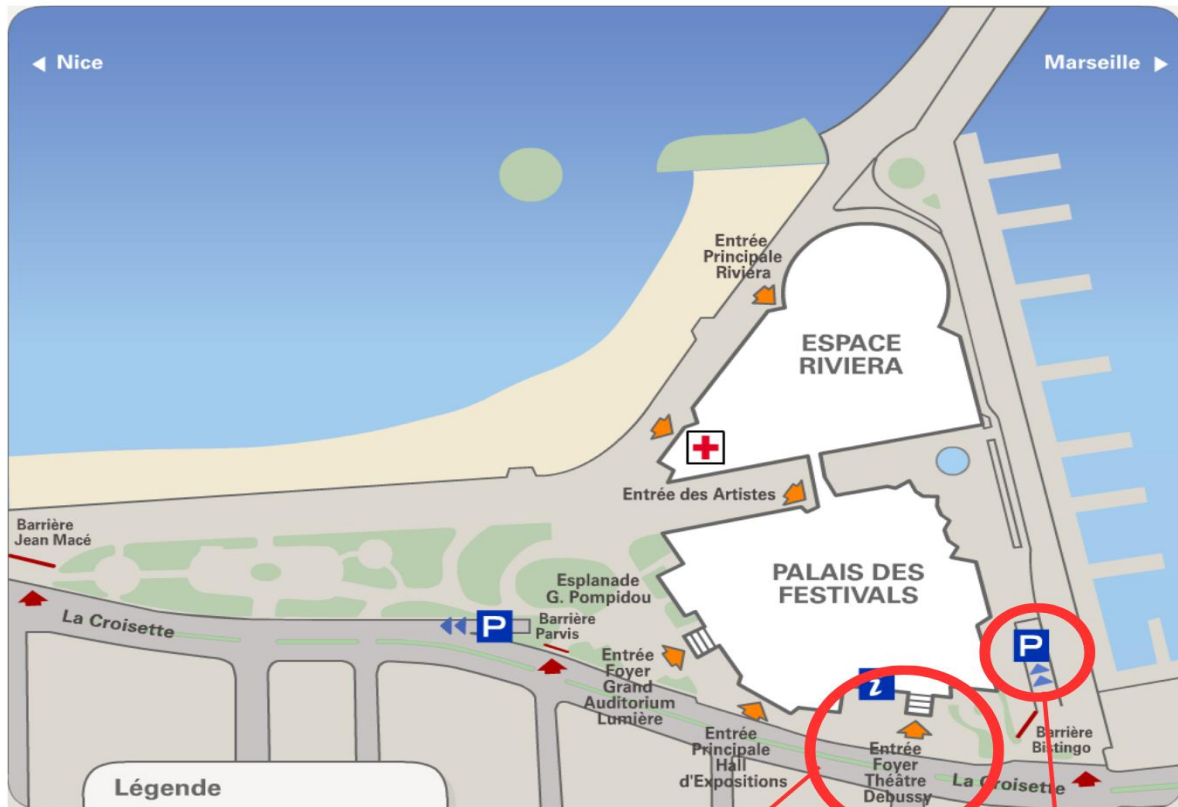 Nice
Marseille
Entrée
Principale
Riviéra
ESPACE
RIVIERA
Entrée des Artistes
Barrière
Jean Macé
PALAIS DES
FESTIVALS
Esplanade
G. Pompidou
La Croisette
P
Barrière
Parvis
P
Entrée
Foyer
Grand
Auditorium
Lumière
i
Entrée
Principale
Hall
d'Expositions
Entrée
Foyer
Théâtre
Debussy
Barrière
Bistingo
La Croisette
Légende